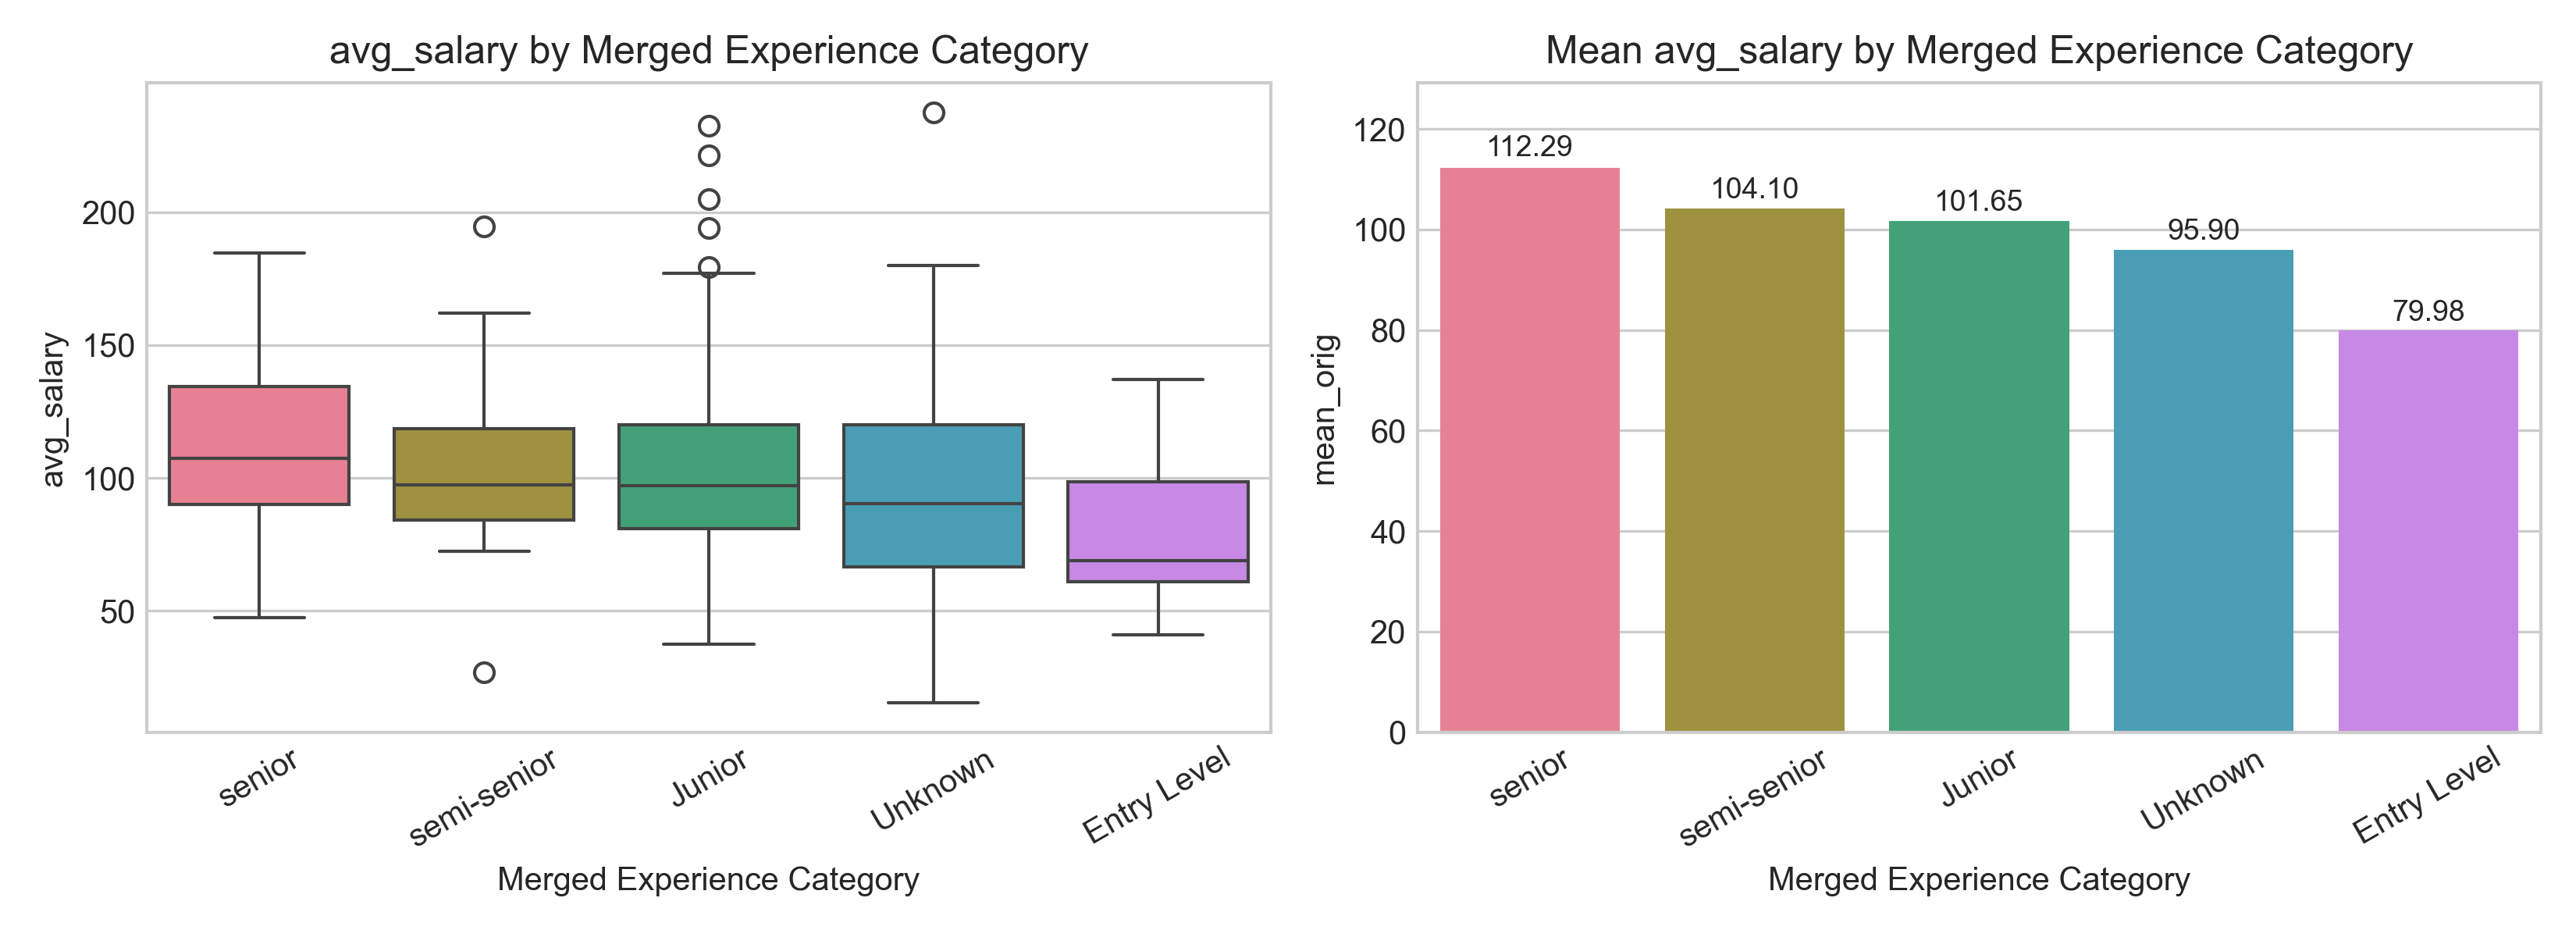 avg_salary by Merged Experience Category
avg_salary
200
150
100
50
senior
semi-senior
Junior
Unknown
Entry Level
Merged Experience Category
Mean avg_salary by Merged Experience Category
mean_orig
120
100
80
60
40
20
0
112.29
104.10
101.65
95.90
79.98
senior
semi-senior
Junior
Unknown
Entry Level
Merged Experience Category